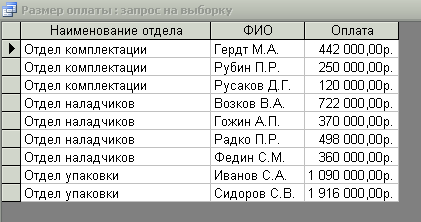 Размер оплаты : запрос на выборку
Наименование отдела ФИО Оплата
Отдел комплектации Гердт М.А. 442 000,00р.
Отдел комплектации Рубин П.Р. 250 000,00р.
Отдел комплектации Русаков Д.Г. 120 000,00р.
Отдел наладчиков Возков В.А. 722 000,00р.
Отдел наладчиков Гожин А.П. 370 000,00р.
Отдел наладчиков Радко П.Р. 498 000,00р.
Отдел наладчиков Федин С.М. 360 000,00р.
Отдел упаковки Иванов С.А. 1 090 000,00р.
Отдел упаковки Сидоров С.В. 1 916 000,00р.